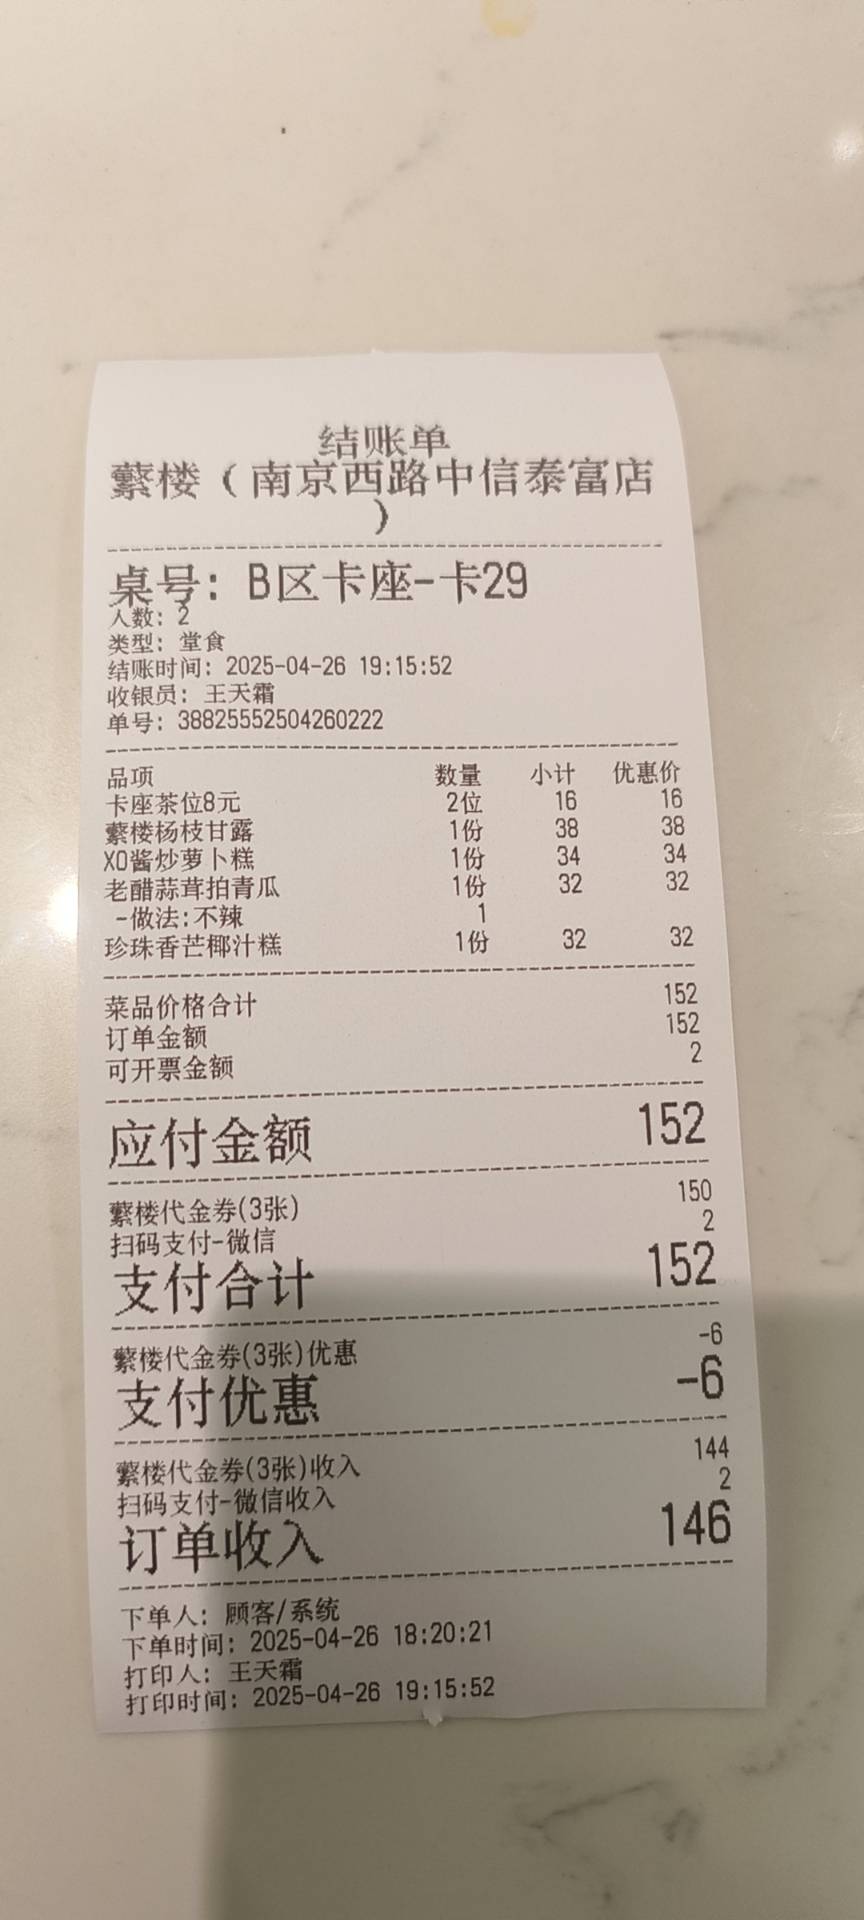 结账单
蘩楼（南京西路中信泰富店
）
桌号: B区卡座-卡29
人数: 2
类型: 堂食
结账时间: 2025-04-26 19:15:52
收银员: 王天霜
单号: 38825552504260222
品项 数量 小计 优惠价
卡座茶位8元 2位 16 16
蘩楼杨枝甘露 1份 38 38
XO酱炒萝卜糕 1份 34 34
老醋蒜茸拍青瓜 1份 32 32
-做法:不辣 1
珍珠香芒椰汁糕 1份 32 32
菜品价格合计 152
订单金额 152
可开票金额 2
应付金额 152
蘩楼代金券(3张) 150
扫码支付-微信 2
支付合计 152
蘩楼代金券(3张)优惠 -6
支付优惠 -6
蘩楼代金券(3张)收入 144
扫码支付-微信收入 2
订单收入 146
下单人: 顾客/系统
下单时间: 2025-04-26 18:20:21
打印人: 王天霜
打印时间: 2025-04-26 19:15:52